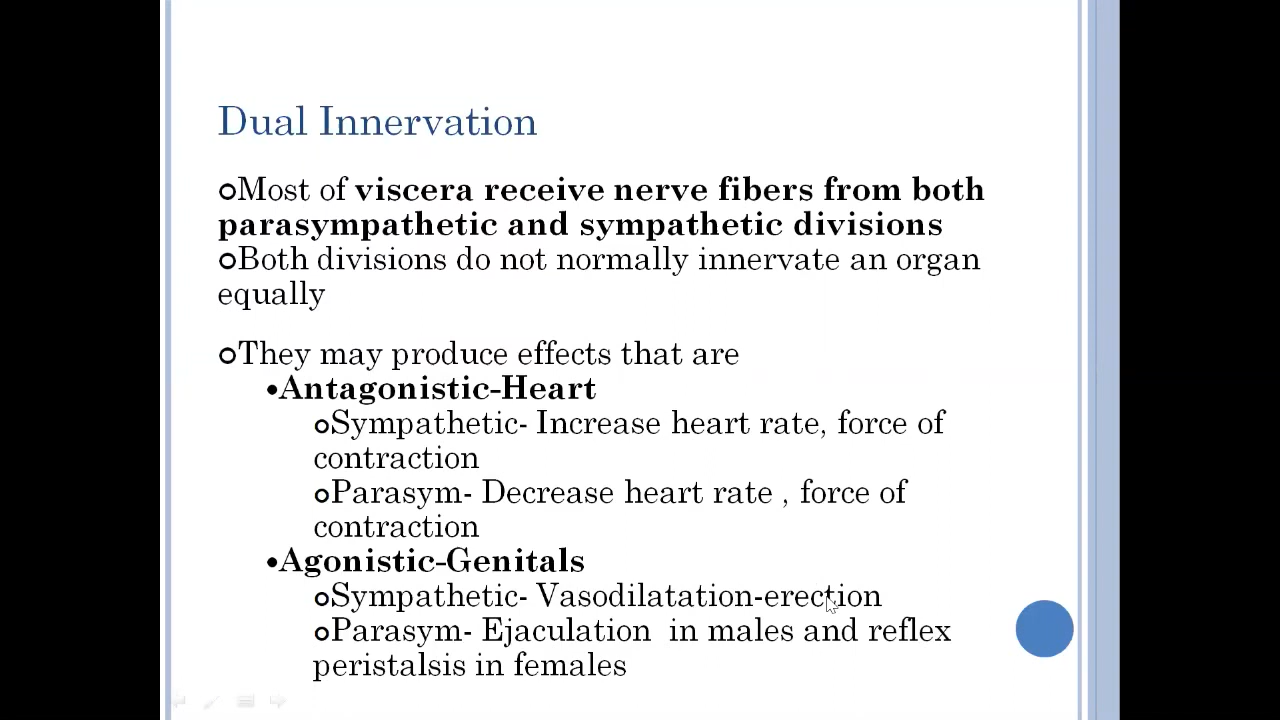 Dual Innervation
Most of viscera receive nerve fibers from both
parasympathetic and sympathetic divisions
Both divisions do not normally innervate an organ
equally
They may produce effects that are
•Antagonistic-Heart
Sympathetic- Increase heart rate, force of
contraction
Parasym- Decrease heart rate , force of
contraction
•Agonistic-Genitals
Sympathetic- Vasodilatation-erection
Parasym- Ejaculation in males and reflex
peristalsis in females